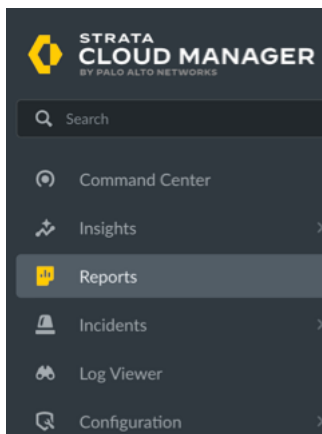 STRATA
CLOUD MANAGER
BY PALO ALTO NETWORKS
Search
Command Center
Insights
Reports
Incidents
Log Viewer
Configuration